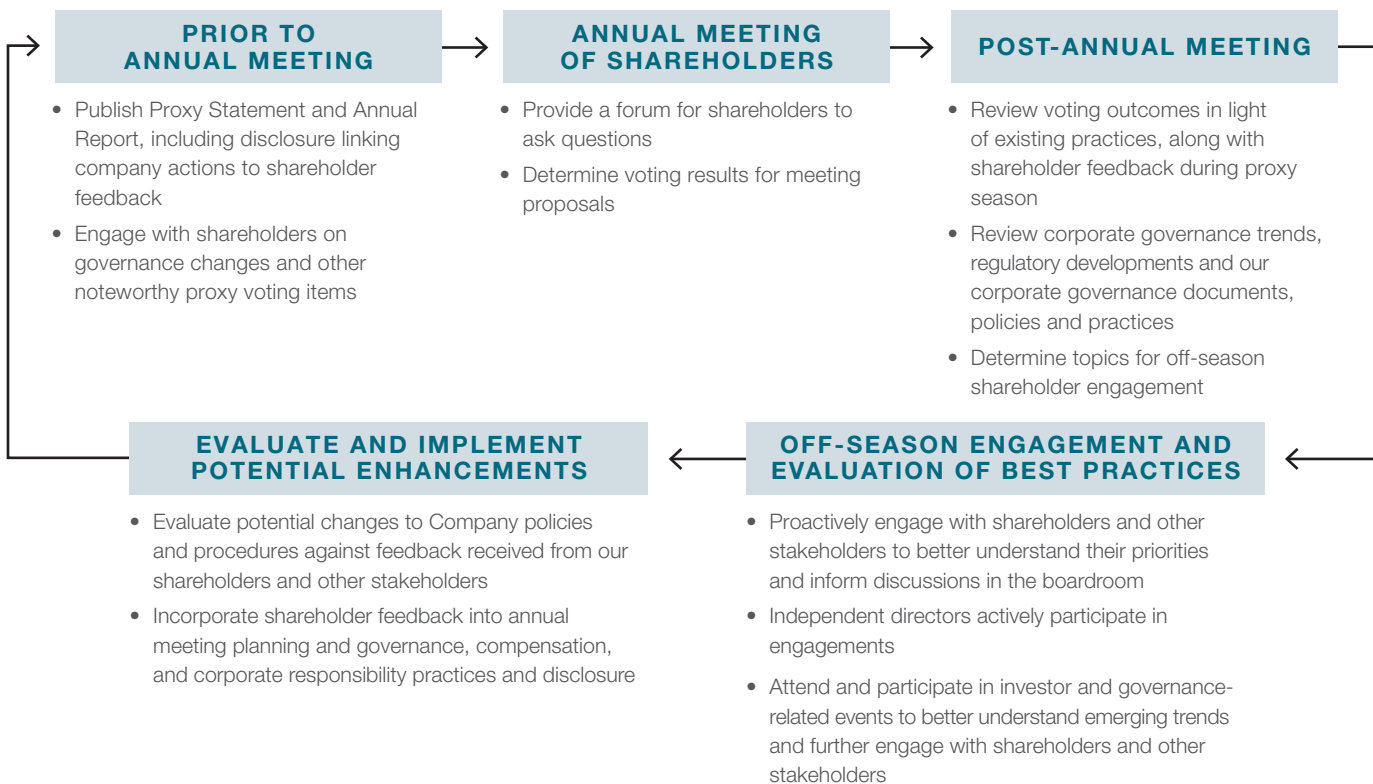 PRIOR TO
ANNUAL MEETING
• Publish Proxy Statement and Annual
Report, including disclosure linking
company actions to shareholder
feedback
• Engage with shareholders on
governance changes and other
noteworthy proxy voting items
ANNUAL MEETING
OF SHAREHOLDERS
• Provide a forum for shareholders to
ask questions
• Determine voting results for meeting
proposals
POST-ANNUAL MEETING
• Review voting outcomes in light
of existing practices, along with
shareholder feedback during proxy
season
• Review corporate governance trends,
regulatory developments and our
corporate governance documents,
policies and practices
• Determine topics for off-season
shareholder engagement
OFF-SEASON ENGAGEMENT AND
EVALUATION OF BEST PRACTICES
• Proactively engage with shareholders and other
stakeholders to better understand their priorities
and inform discussions in the boardroom
• Independent directors actively participate in
engagements
• Attend and participate in investor and governance-
related events to better understand emerging trends
and further engage with shareholders and other
stakeholders
EVALUATE AND IMPLEMENT
POTENTIAL ENHANCEMENTS
• Evaluate potential changes to Company policies
and procedures against feedback received from our
shareholders and other stakeholders
• Incorporate shareholder feedback into annual
meeting planning and governance, compensation,
and corporate responsibility practices and disclosure